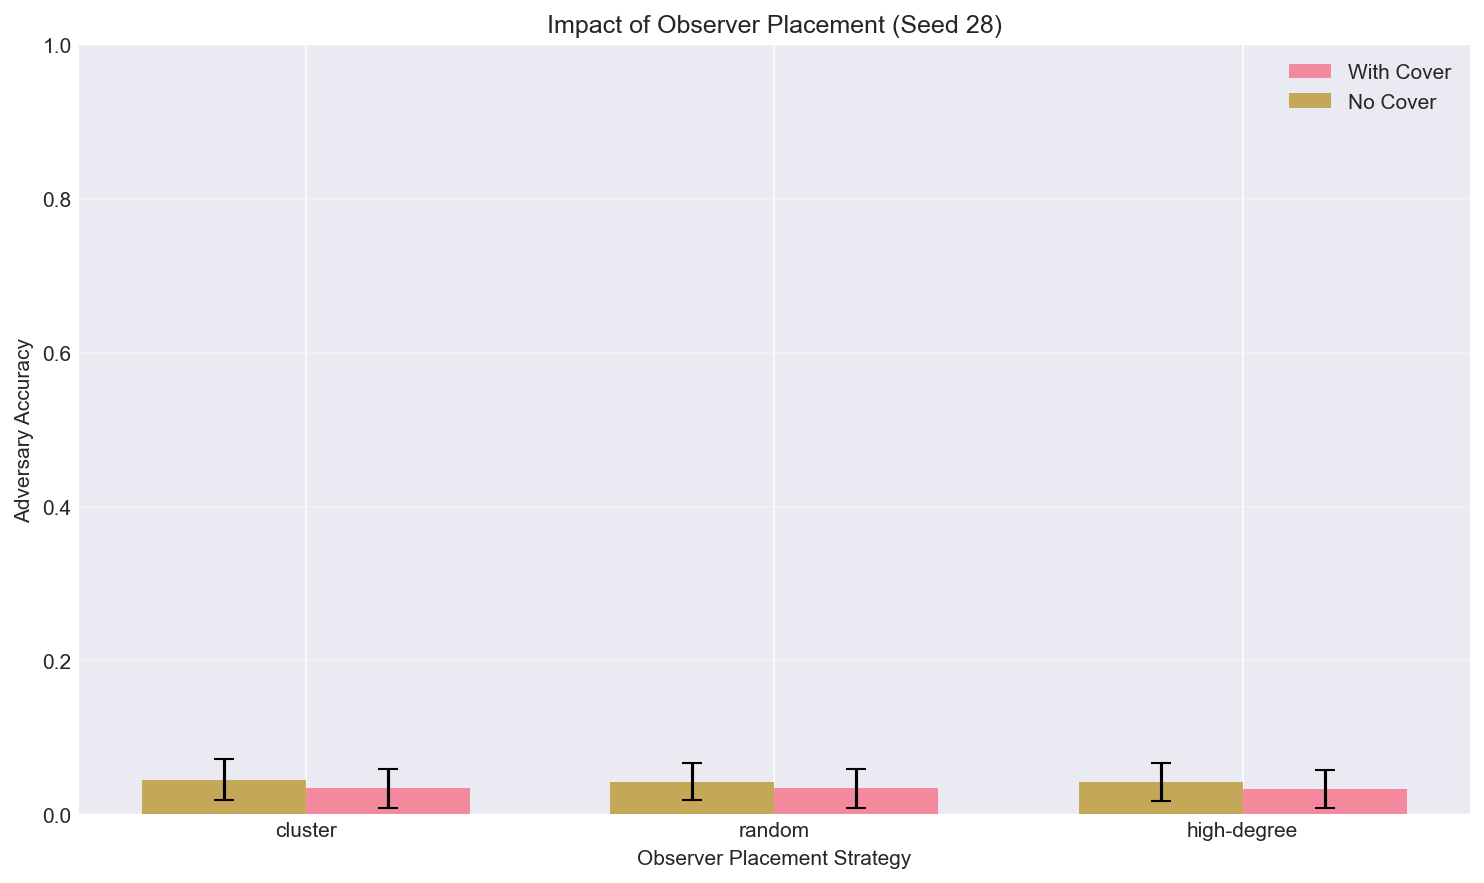 Impact of Observer Placement (Seed 28)
With Cover
No Cover
Adversary Accuracy
1.0
0.8
0.6
0.4
0.2
0.0
cluster
random
high-degree
Observer Placement Strategy